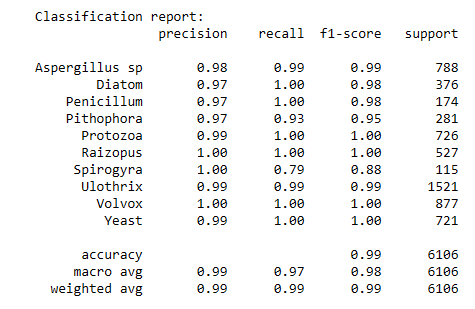 Classification report:
precision recall f1-score support
Aspergillus sp 0.98 0.99 0.99 788
Diatom 0.97 1.00 0.98 376
Penicillum 0.97 1.00 0.98 174
Pithophora 0.97 0.93 0.95 281
Protozoa 0.99 1.00 1.00 726
Raizopus 1.00 1.00 1.00 527
Spirogyra 1.00 0.79 0.88 115
Ulothrix 0.99 0.99 0.99 1521
Volvox 1.00 1.00 1.00 877
Yeast 0.99 1.00 1.00 721
accuracy 0.99 6106
macro avg 0.99 0.97 0.98 6106
weighted avg 0.99 0.99 0.99 6106